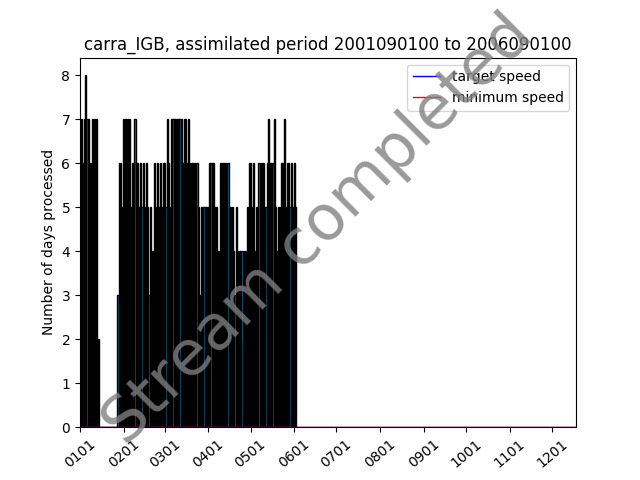 carra_IGB, assimilated period 2001090100 to 2006090100
target speed
minimum speed
Stream completed
Number of days processed
8
7
6
5
4
3
2
1
0
0101 0201 0301 0401 0501 0601 0701 0801 0901 1001 1101 1201